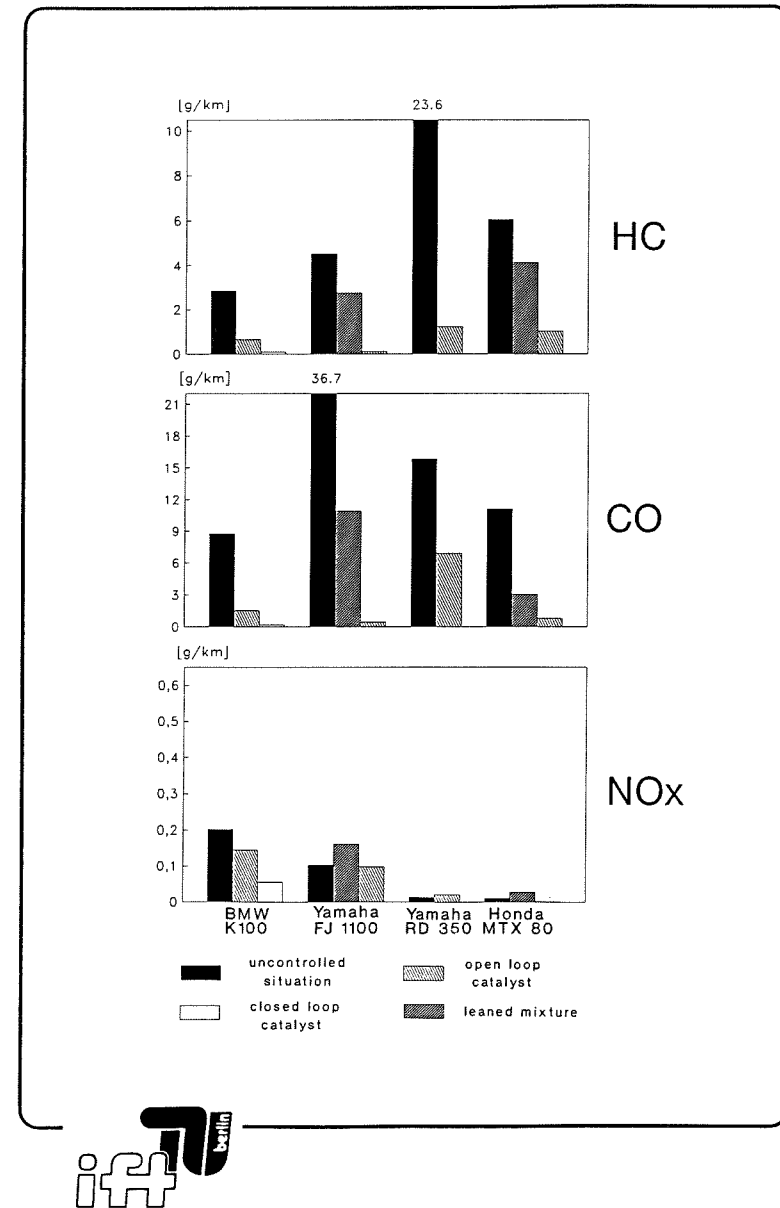 [g/km]
23.6
10
8
6
4
2
0
HC
[g/km]
36.7
21
18
15
12
9
6
3
0
CO
[g/km]
0,6
0,5
0,4
0,3
0,2
0,1
0
NOx
BMW
K100
Yamaha
FJ 1100
Yamaha
RD 350
Honda
MTX 80
uncontrolled
situation
open loop
catalyst
closed loop
catalyst
leaned mixture
berlin
ift